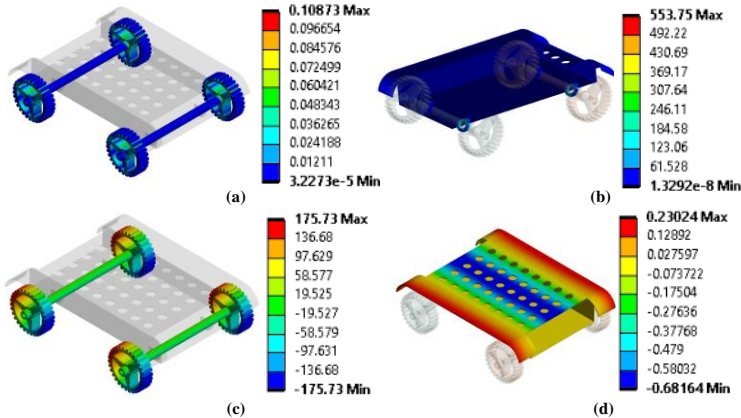 0.10873 Max
0.096654
0.084576
0.072499
0.060421
0.048343
0.036265
0.024188
0.01211
3.2273e-5 Min
(a)
553.75 Max
492.22
430.69
369.17
307.64
246.11
184.58
123.06
61.528
1.3292e-8 Min
(b)
175.73 Max
136.68
97.629
58.577
19.525
-19.527
-58.579
-97.631
-136.68
-175.73 Min
(c)
0.23024 Max
0.12892
0.027597
-0.073722
-0.17504
-0.27636
-0.37768
-0.479
-0.58032
-0.68164 Min
(d)